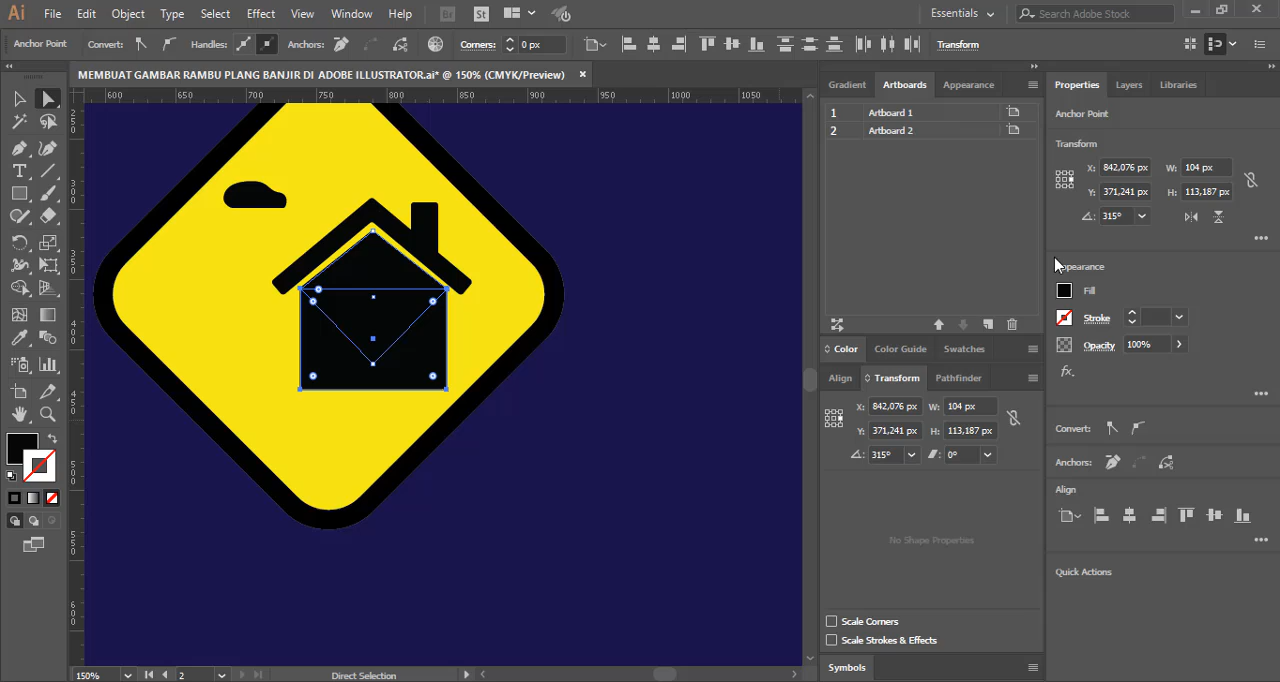 Ai File Edit Object Type Select Effect View Window Help Br St Essentials Search Adobe Stock
Anchor Point Convert: Handles: Anchors: Corners: 0 px Transform
MEMBUAT GAMBAR RAMBU PLANG BANJIR DI ADOBE ILLUSTRATOR.ai* @ 150% (CMYK/Preview)
600 650 700 750 800 850 900 950 1000 1050
Gradient Artboards Appearance
1 Artboard 1
2 Artboard 2
Color Color Guide Swatches
Align Transform Pathfinder
X: 842,076 px W: 104 px
Y: 371,241 px H: 113,187 px
315° 0°
No Shape Properties
Scale Corners
Scale Strokes & Effects
Symbols
Properties Layers Libraries
Anchor Point
Transform
X: 842,076 px W: 104 px
Y: 371,241 px H: 113,187 px
315°
Appearance
Fill
Stroke
Opacity 100%
fx.
Convert:
Anchors:
Align
Quick Actions
150% 2 Direct Selection